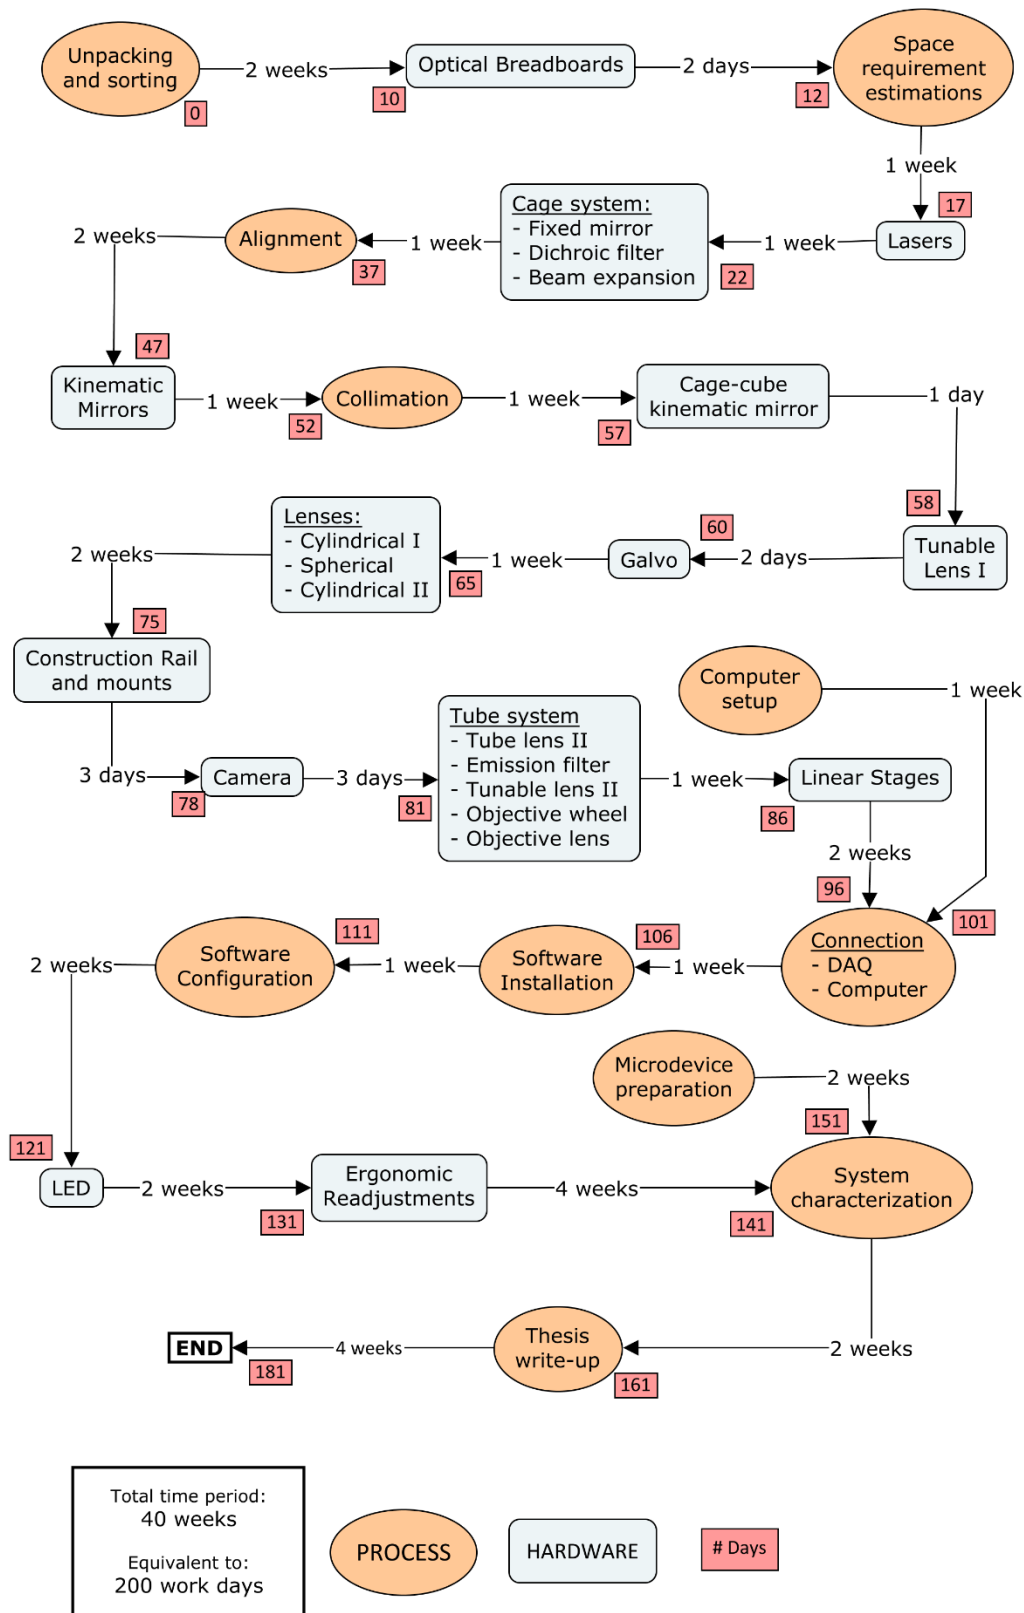 Unpacking
and sorting
2 weeks
Optical Breadboards
2 days
Space
requirement
estimations
0
10
12
1 week
17
Lasers
1 week
22
Cage system:
- Fixed mirror
- Dichroic filter
- Beam expansion
1 week
37
Alignment
2 weeks
47
Kinematic
Mirrors
1 week
52
Collimation
1 week
57
Cage-cube
kinematic mirror
1 day
58
Tunable
Lens I
2 days
60
Galvo
1 week
65
Lenses:
- Cylindrical I
- Spherical
- Cylindrical II
2 weeks
75
Construction Rail
and mounts
3 days
78
Camera
3 days
81
Tube system
- Tube lens II
- Emission filter
- Tunable lens II
- Objective wheel
- Objective lens
1 week
86
Linear Stages
2 weeks
96
Computer
setup
1 week
101
Connection
- DAQ
- Computer
1 week
106
Software
Installation
1 week
111
Software
Configuration
2 weeks
121
LED
2 weeks
131
Ergonomic
Readjustments
4 weeks
141
Microdevice
preparation
2 weeks
151
System
characterization
2 weeks
161
Thesis
write-up
4 weeks
181
END
Total time period:
40 weeks
Equivalent to:
200 work days
PROCESS
HARDWARE
# Days